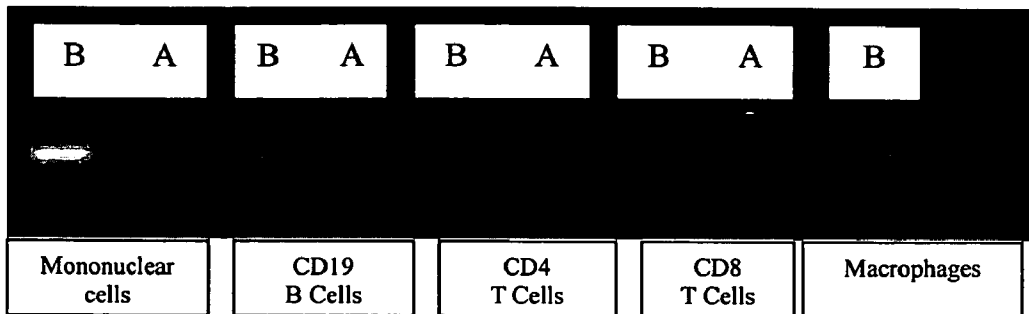 B A B A B A B A B
Mononuclear cells
CD19 B Cells
CD4 T Cells
CD8 T Cells
Macrophages